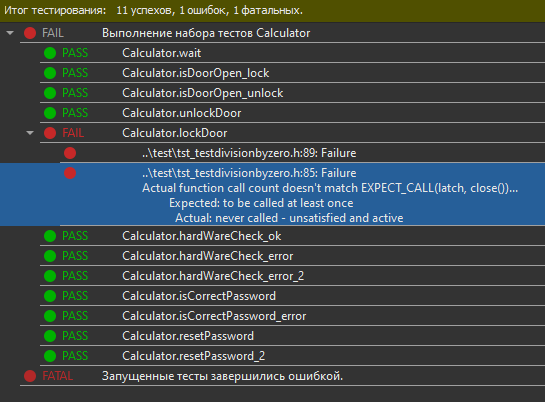 Итог тестирования: 11 успехов, 1 ошибок, 1 фатальных.
FAIL Выполнение набора тестов Calculator
PASS Calculator.wait
PASS Calculator.isDoorOpen_lock
PASS Calculator.isDoorOpen_unlock
PASS Calculator.unlockDoor
FAIL Calculator.lockDoor
..\test\tst_testdivisionbyzero.h:89: Failure
..\test\tst_testdivisionbyzero.h:85: Failure
Actual function call count doesn't match EXPECT_CALL(latch, close())...
Expected: to be called at least once
Actual: never called - unsatisfied and active
PASS Calculator.hardWareCheck_ok
PASS Calculator.hardWareCheck_error
PASS Calculator.hardWareCheck_error_2
PASS Calculator.isCorrectPassword
PASS Calculator.isCorrectPassword_error
PASS Calculator.resetPassword
PASS Calculator.resetPassword_2
FATAL Запущенные тесты завершились ошибкой.